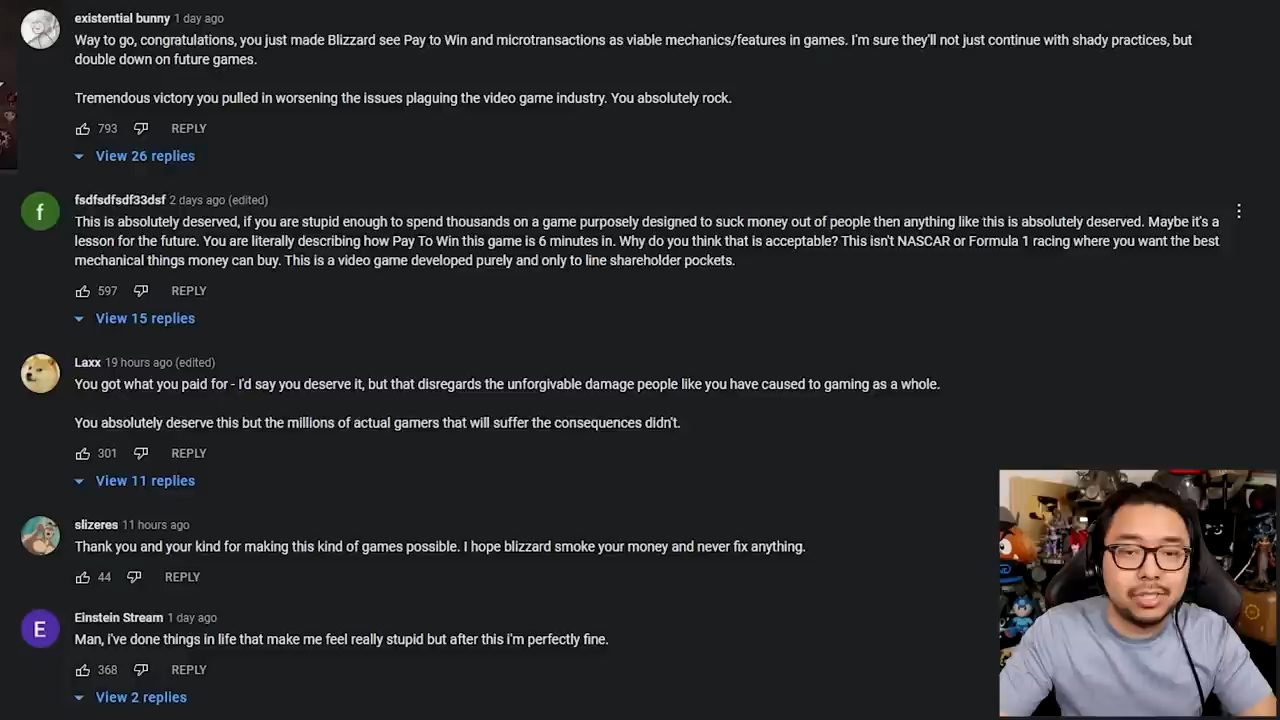 existential bunny 1 day ago
Way to go, congratulations, you just made Blizzard see Pay to Win and microtransactions as viable mechanics/features in games. I'm sure they'll not just continue with shady practices, but
double down on future games.
Tremendous victory you pulled in worsening the issues plaguing the video game industry. You absolutely rock.
793 REPLY
View 26 replies
f
fsdfsdfsdf33dsf 2 days ago (edited)
This is absolutely deserved, if you are stupid enough to spend thousands on a game purposely designed to suck money out of people then anything like this is absolutely deserved. Maybe it's a
lesson for the future. You are literally describing how Pay To Win this game is 6 minutes in. Why do you think that is acceptable? This isn't NASCAR or Formula 1 racing where you want the best
mechanical things money can buy. This is a video game developed purely and only to line shareholder pockets.
597 REPLY
View 15 replies
Laxx 19 hours ago (edited)
You got what you paid for - I'd say you deserve it, but that disregards the unforgivable damage people like you have caused to gaming as a whole.
You absolutely deserve this but the millions of actual gamers that will suffer the consequences didn't.
301 REPLY
View 11 replies
slizeres 11 hours ago
Thank you and your kind for making this kind of games possible. I hope blizzard smoke your money and never fix anything.
44 REPLY
E
Einstein Stream 1 day ago
Man, i've done things in life that make me feel really stupid but after this i'm perfectly fine.
368 REPLY
View 2 replies